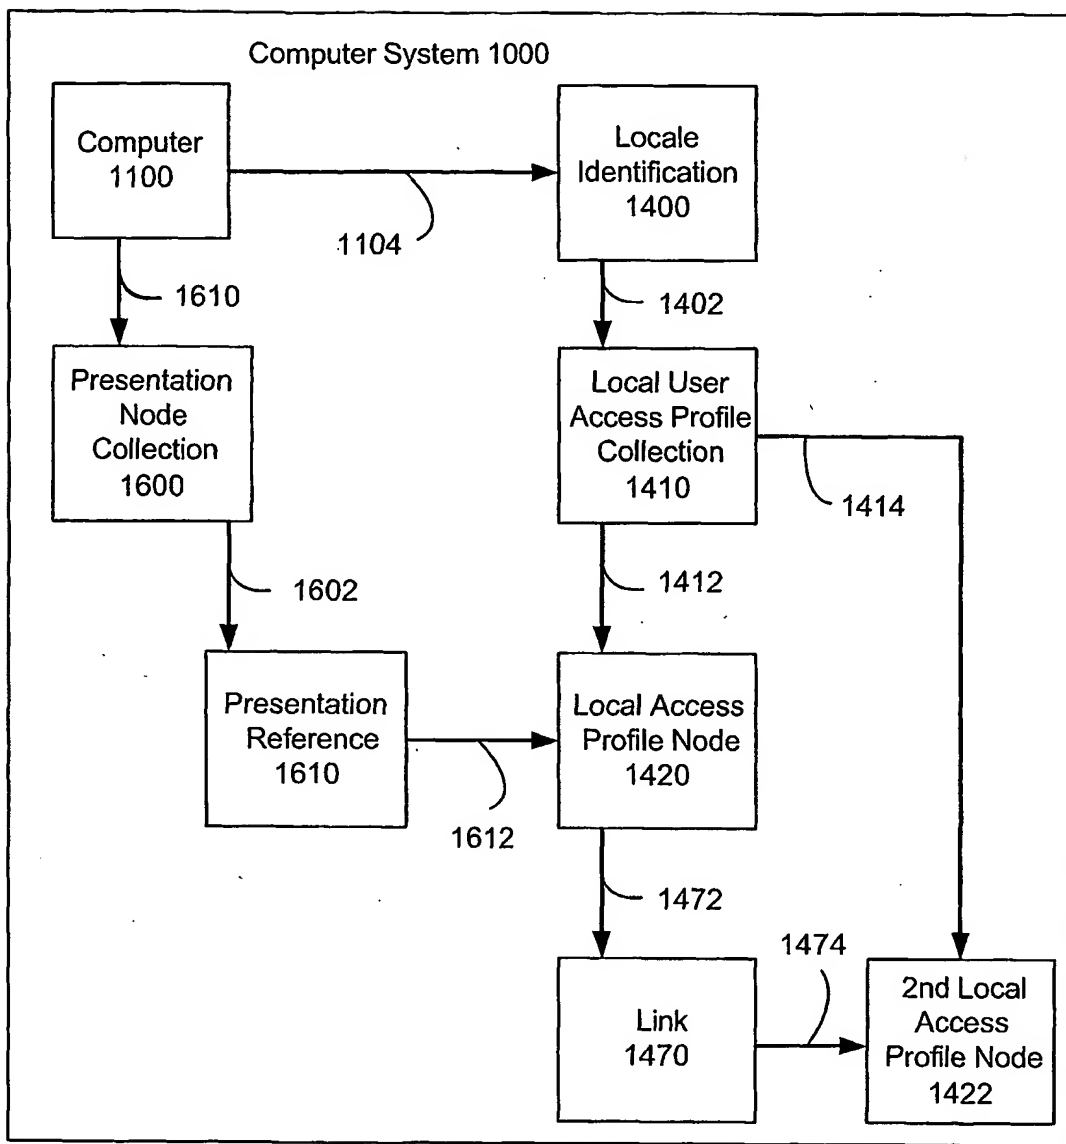 Computer System 1000
Computer
1100
Locale
Identification
1400
1104
1610
1402
Presentation
Node
Collection
1600
Local User
Access Profile
Collection
1410
1414
1602
1412
Presentation
Reference
1610
Local Access
Profile Node
1420
1612
1472
1474
Link
1470
2nd Local
Access
Profile Node
1422